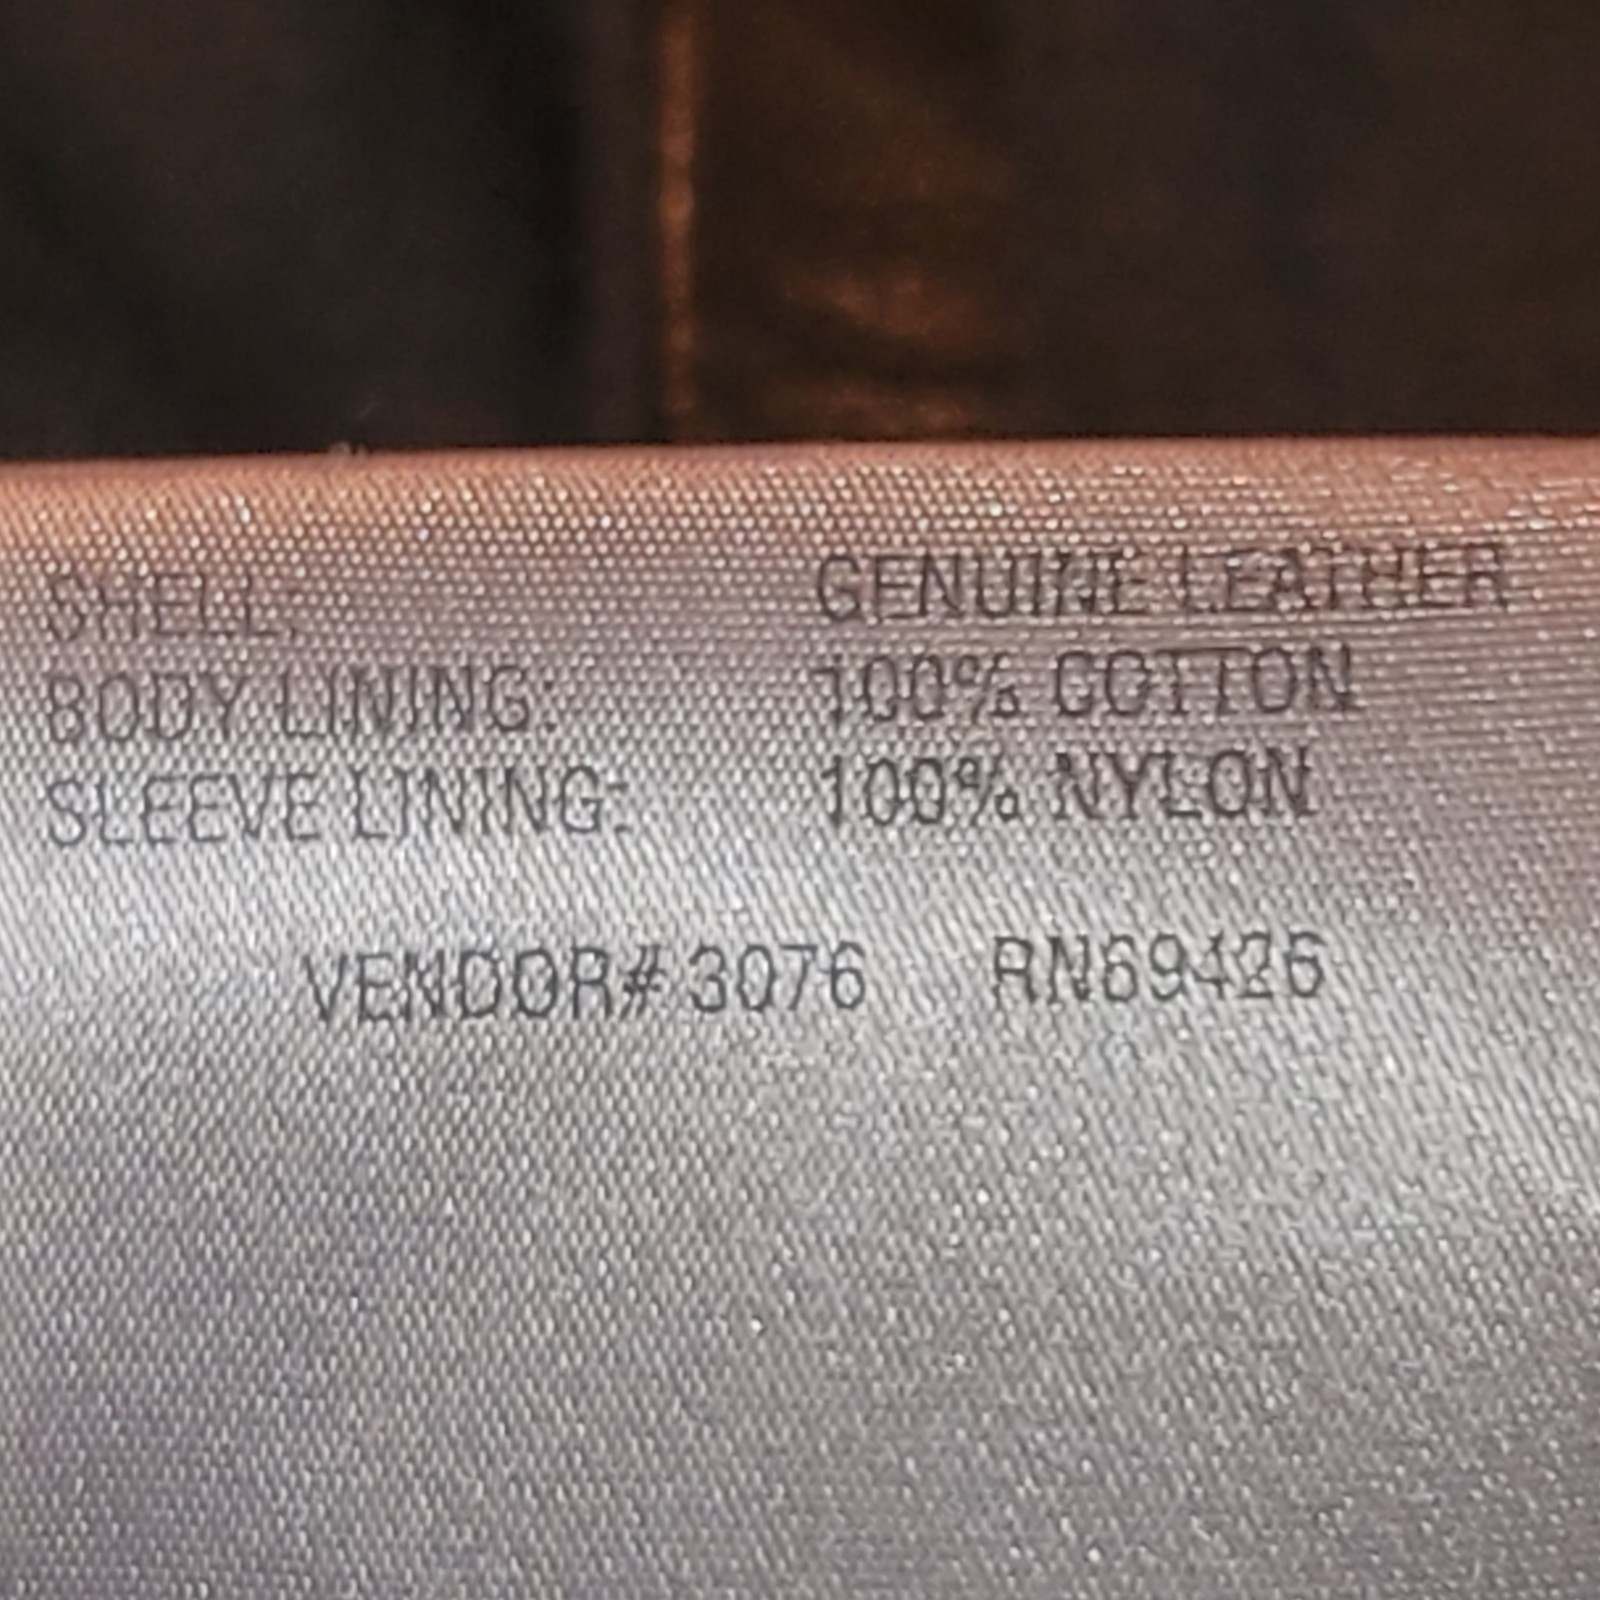 SHELL: GENUINE LEATHER
BODY LINING: 100% COTTON
SLEEVE LINING: 100% NYLON
VENDOR# 3076 RN69426